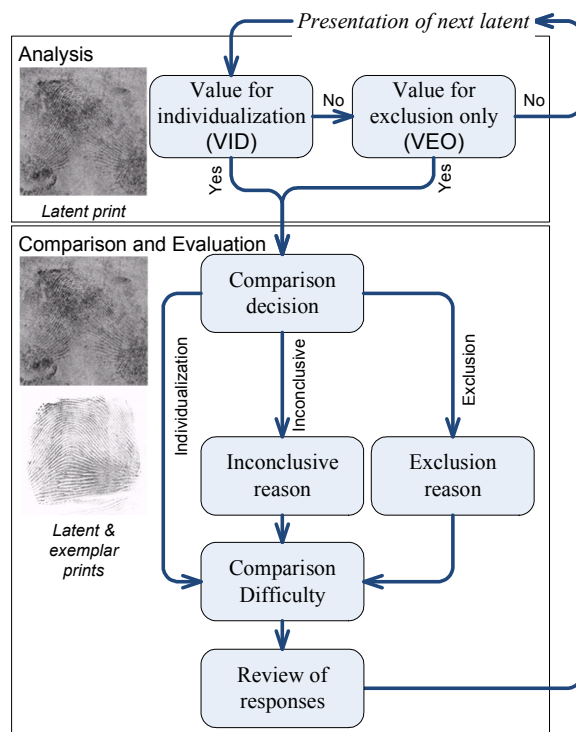 Presentation of next latent
Analysis
Value for
individualization
(VID)
No
Value for
exclusion only
(VEO)
No
Yes
Yes
Latent print
Comparison and Evaluation
Comparison
decision
Individualization
Inconclusive
Exclusion
Inconclusive
reason
Exclusion
reason
Latent &
exemplar
prints
Comparison
Difficulty
Review of
responses